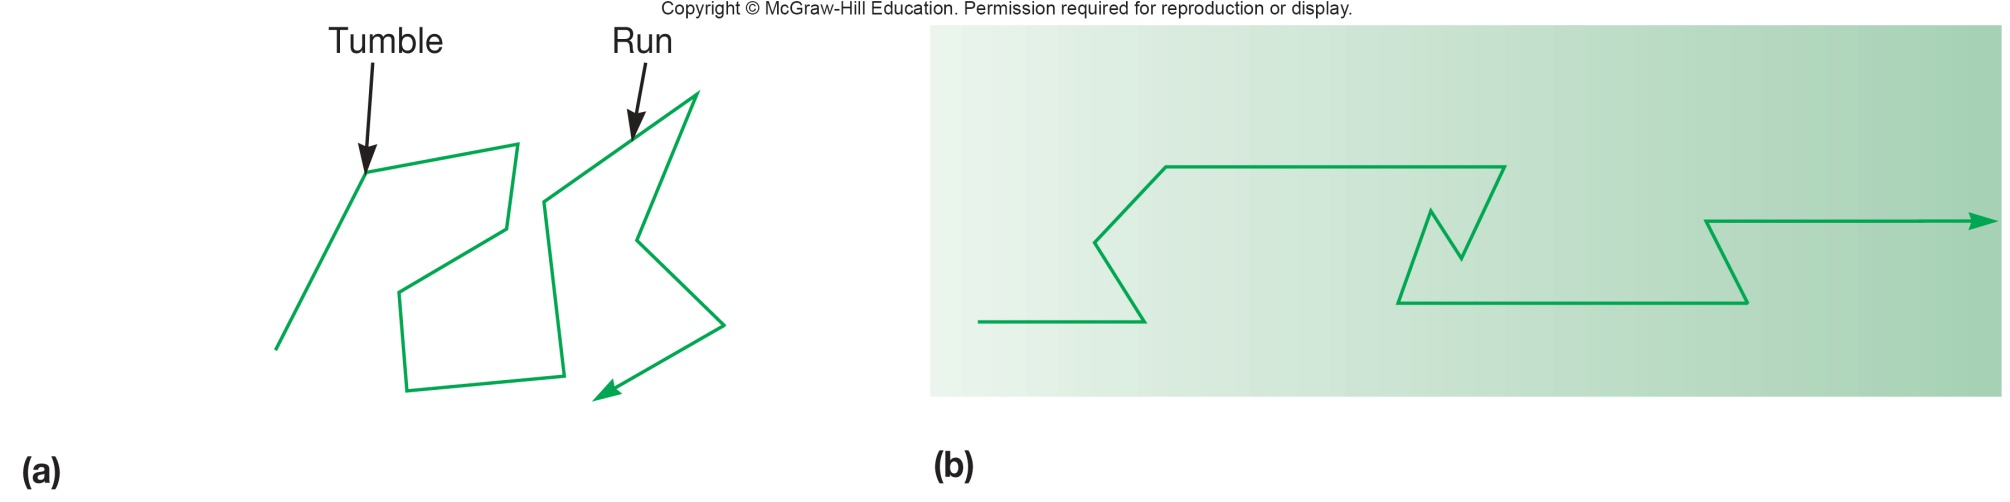 Copyright © McGraw-Hill Education. Permission required for reproduction or display.
Tumble
Run
(a)
(b)